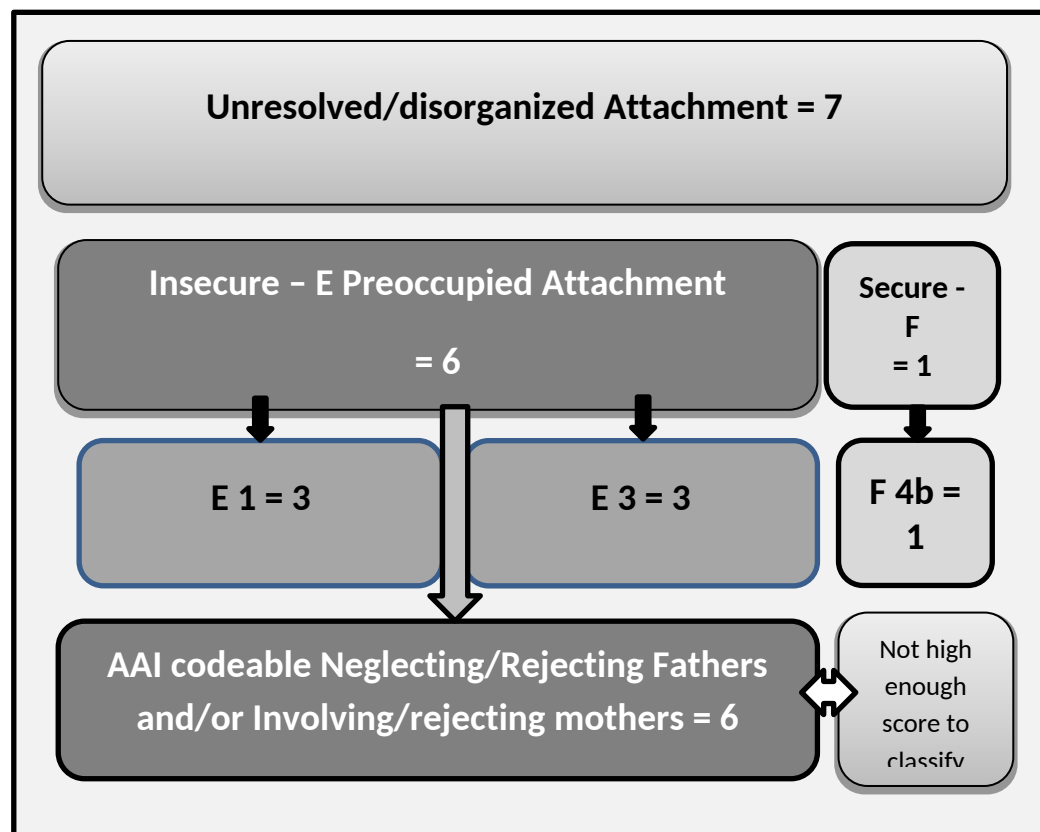 Unresolved/disorganized Attachment = 7
Insecure – E Preoccupied Attachment
= 6
Secure -
F
= 1
E 1 = 3
E 3 = 3
F 4b =
1
AAI codeable Neglecting/Rejecting Fathers
and/or Involving/rejecting mothers = 6
Not high
enough
score to
classify